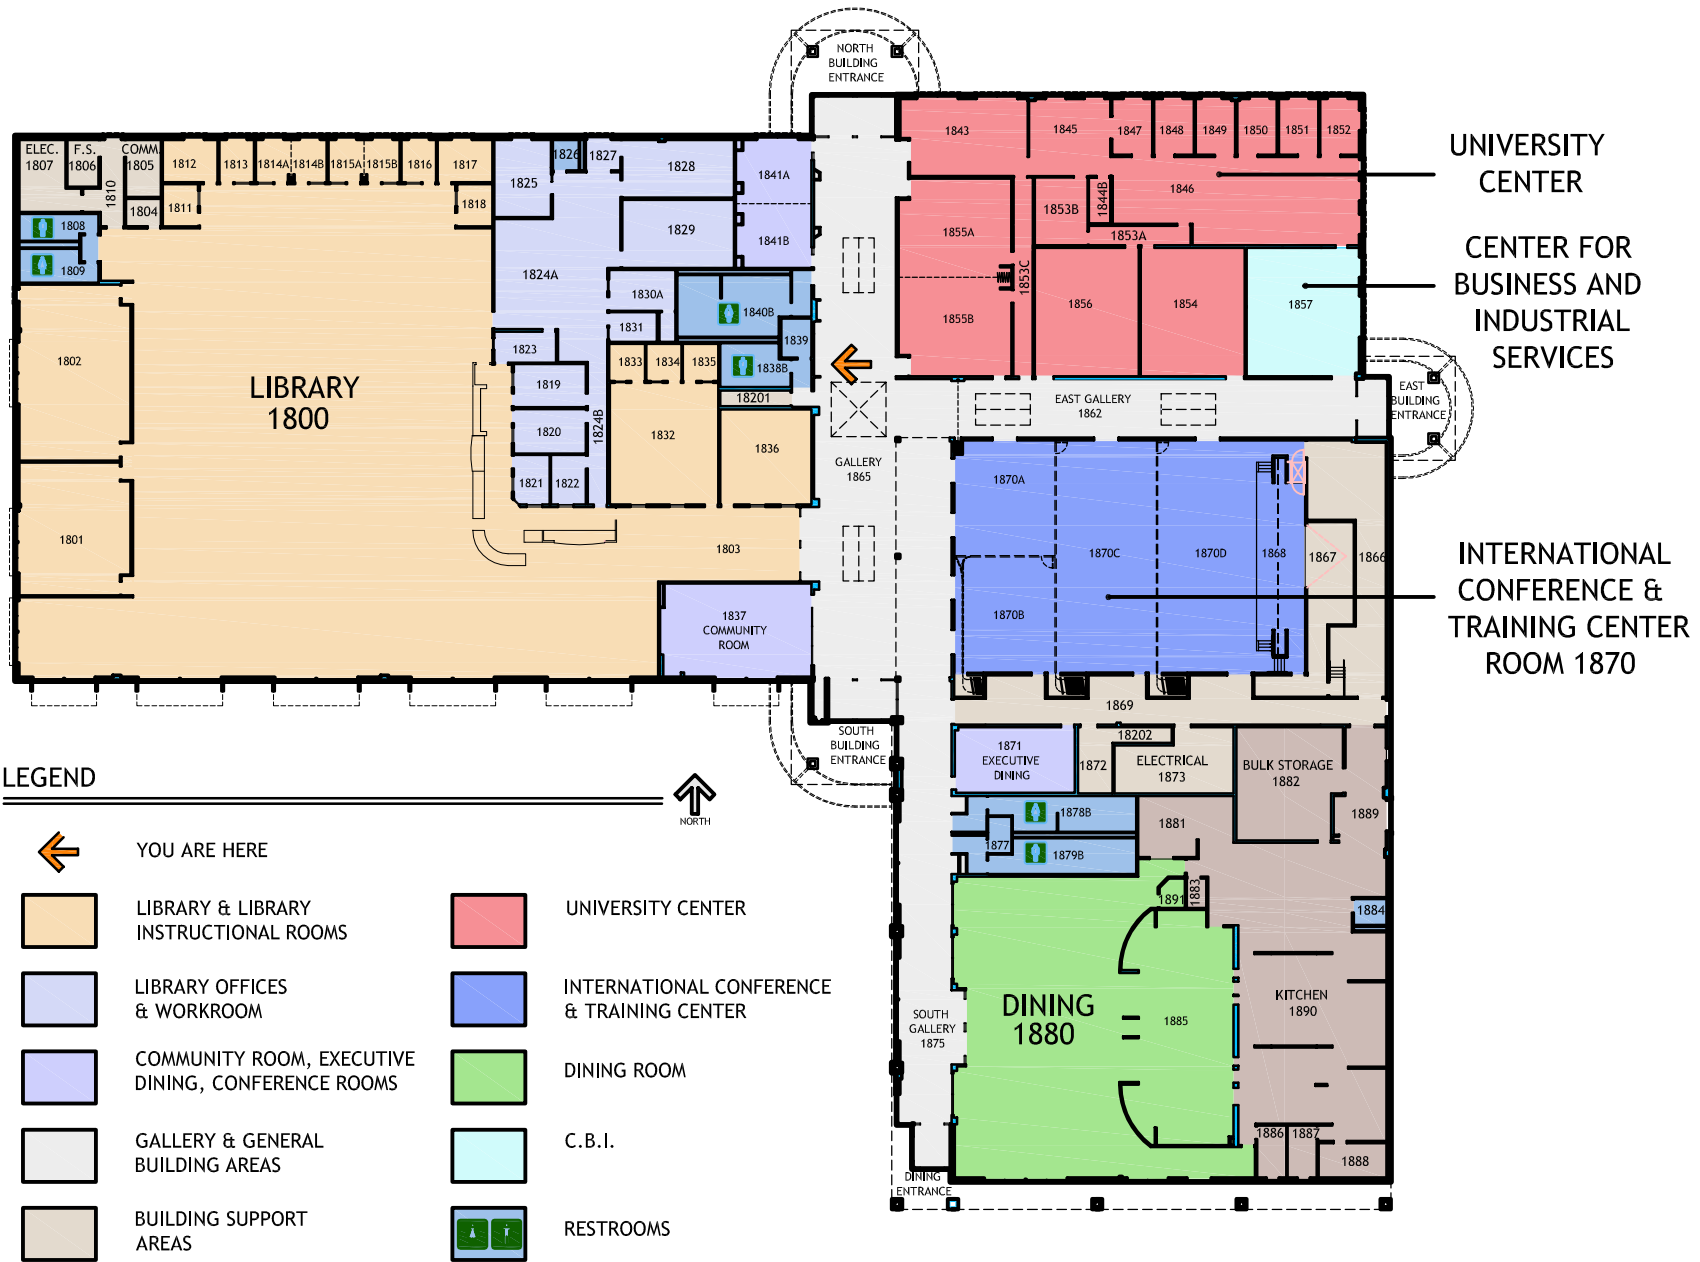 NORTH
BUILDING
ENTRANCE
ELEC.
1807
F.S.
1806
COMM.
1805
1810
1804
1812
1813
1814A
1814B
1815A
1815B
1816
1817
1811
1818
1808
1809
1802
1801
LIBRARY
1800
1825
1826
1827
1828
1829
1824A
1830A
1831
1823
1819
1820
1821
1822
1824B
1833
1834
1835
1832
1836
1841A
1841B
1840B
1839
1838B
18201
1803
1837
COMMUNITY
ROOM
GALLERY
1865
1843
1845
1847
1848
1849
1850
1851
1852
1846
1844B
1853B
1853A
1853C
1855A
1855B
1856
1854
1857
UNIVERSITY
CENTER
CENTER FOR
BUSINESS AND
INDUSTRIAL
SERVICES
EAST GALLERY
1862
EAST
BUILDING
ENTRANCE
1870A
1870B
1870C
1870D
1868
1867
1866
INTERNATIONAL
CONFERENCE &
TRAINING CENTER
ROOM 1870
1869
SOUTH
BUILDING
ENTRANCE
1871
EXECUTIVE
DINING
1872
18202
ELECTRICAL
1873
BULK STORAGE
1882
1889
1878B
1877
1879B
1881
1891
1883
1884
DINING
1880
1885
KITCHEN
1890
1886
1887
1888
SOUTH
GALLERY
1875
DINING
ENTRANCE
LEGEND
NORTH
YOU ARE HERE
LIBRARY & LIBRARY
INSTRUCTIONAL ROOMS
LIBRARY OFFICES
& WORKROOM
COMMUNITY ROOM, EXECUTIVE
DINING, CONFERENCE ROOMS
GALLERY & GENERAL
BUILDING AREAS
BUILDING SUPPORT
AREAS
UNIVERSITY CENTER
INTERNATIONAL CONFERENCE
& TRAINING CENTER
DINING ROOM
C.B.I.
RESTROOMS